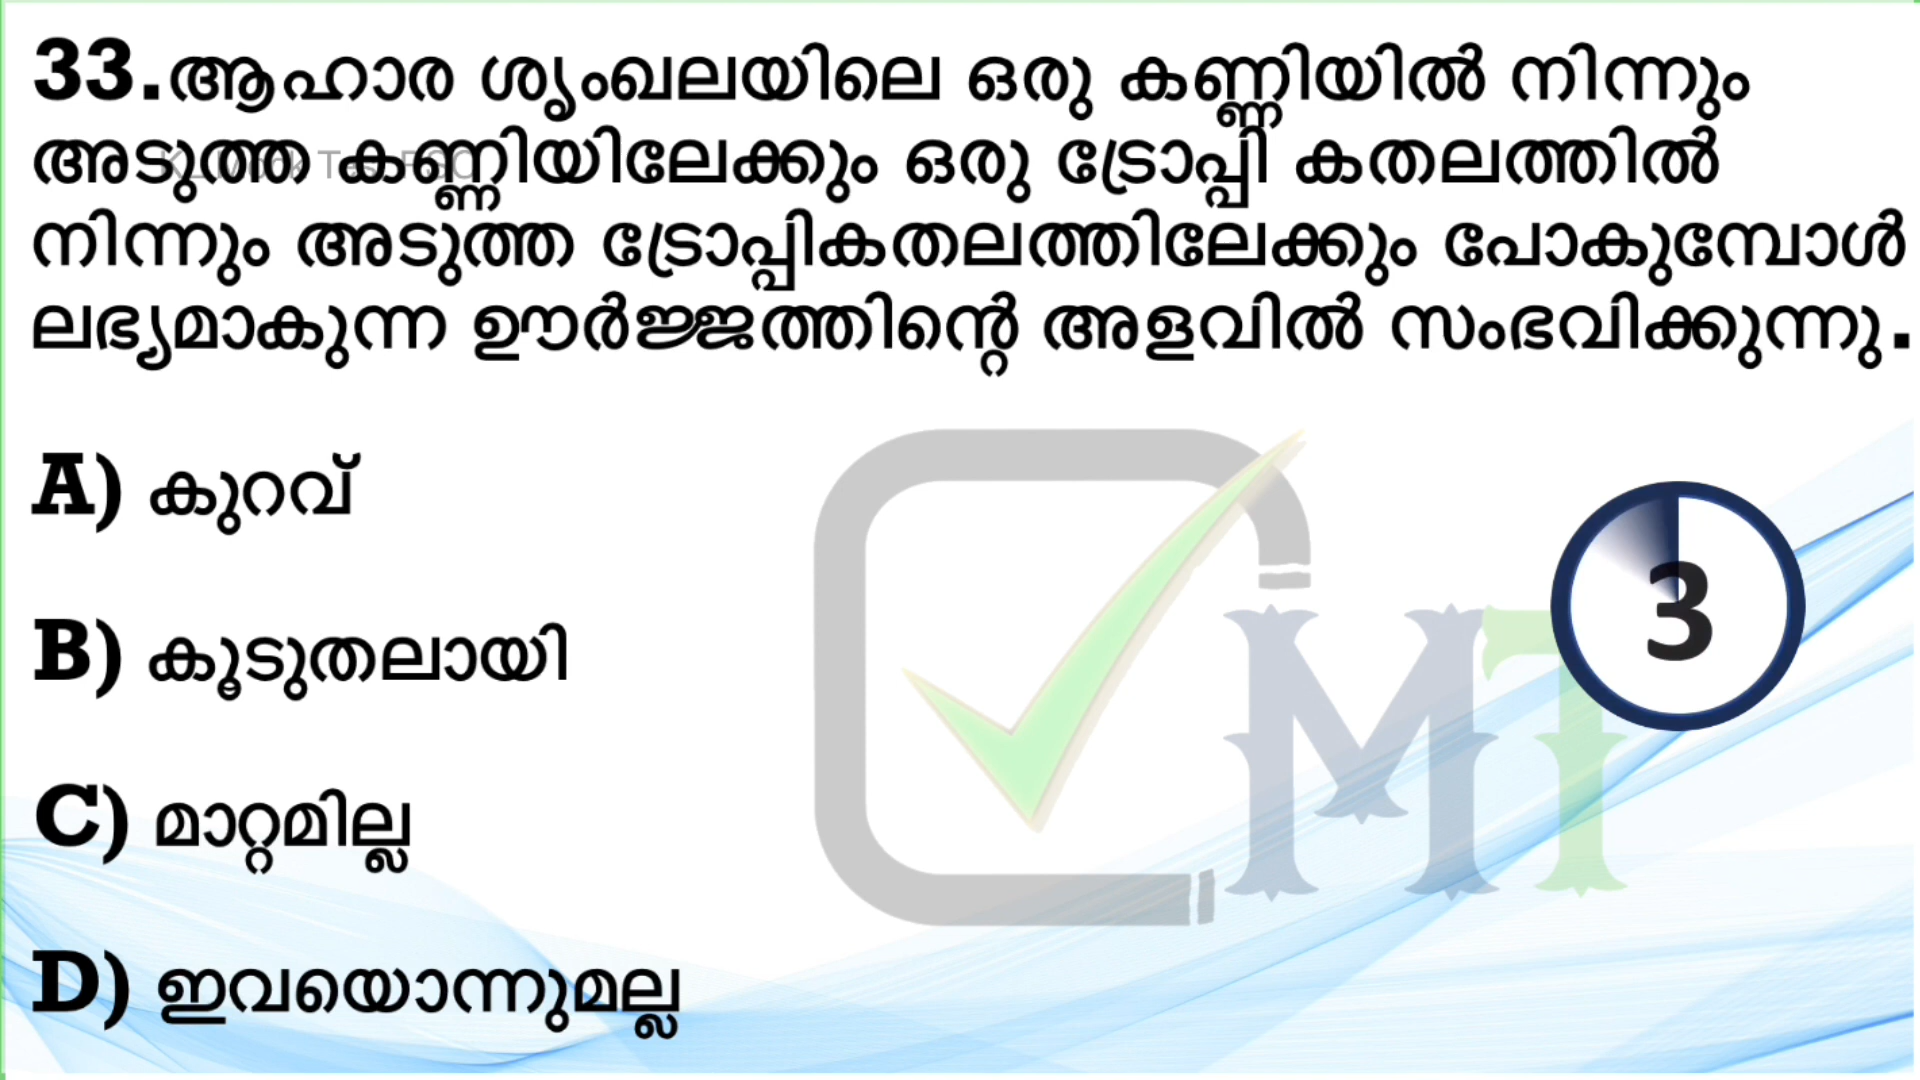 33.ആഹാര ശൃംഖലയിലെ ഒരു കണ്ണിയിൽ നിന്നും
അടുത്ത കണ്ണിയിലേക്കും ഒരു ട്രോപ്പി കതലത്തിൽ
നിന്നും അടുത്ത ട്രോപ്പികതലത്തിലേക്കും പോകുമ്പോൾ
ലഭ്യമാകുന്ന ഊർജ്ജത്തിന്റെ അളവിൽ സംഭവിക്കുന്നു.
A) കുറവ്
3
B) കൂടുതലായി
MT
C) മാറ്റമില്ല
D) ഇവയൊന്നുമല്ല